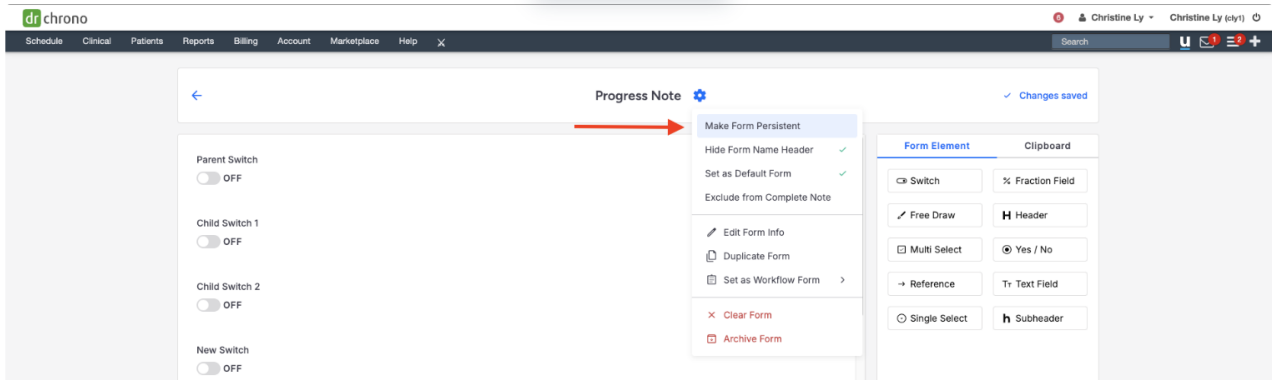 dr chrono
6 Christine Ly Christine Ly (cly1)
Schedule Clinical Patients Reports Billing Account Marketplace Help Search u 1 2
Progress Note Changes saved
Make Form Persistent
Hide Form Name Header
Set as Default Form
Exclude from Complete Note
Edit Form Info
Duplicate Form
Set as Workflow Form
Clear Form
Archive Form
Parent Switch
OFF
Child Switch 1
OFF
Child Switch 2
OFF
New Switch
OFF
Form Element Clipboard
Switch % Fraction Field
Free Draw H Header
Multi Select Yes / No
Reference TT Text Field
Single Select h Subheader